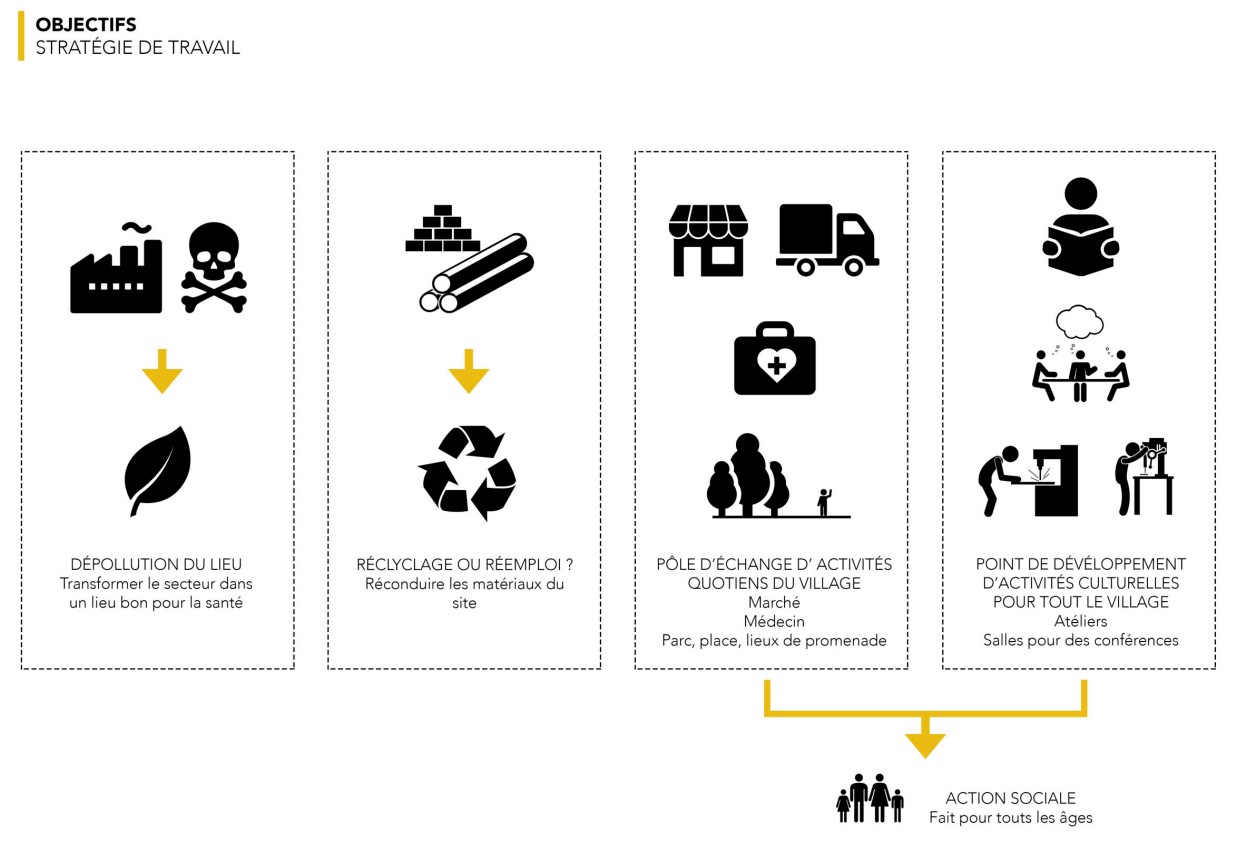 OBJECTIFS
STRATÉGIE DE TRAVAIL
DÉPOLLUTION DU LIEU
Transformer le secteur dans
un lieu bon pour la santé
RÉCLYCLAGE OU RÉEMPLOI ?
Réconduire les matériaux du
site
PÔLE D'ÉCHANGE D' ACTIVITÉS
QUOTIENS DU VILLAGE
Marché
Médecin
Parc, place, lieux de promenade
POINT DE DÉVÉLOPPEMENT
D'ACTIVITÉS CULTURELLES
POUR TOUT LE VILLAGE
Atéliers
Salles pour des conférences
ACTION SOCIALE
Fait pour touts les âges